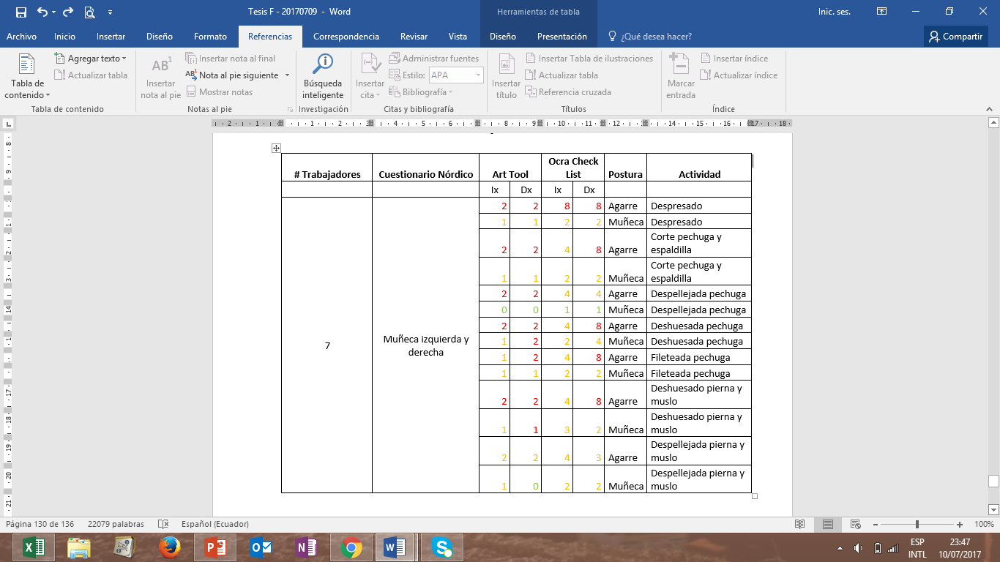 Tesis F - 20170709 - Word
Herramientas de tabla
Inic. ses.
Archivo Inicio Insertar Diseño Formato Referencias Correspondencia Revisar Vista Diseño Presentación ¿Qué desea hacer? Compartir
Tabla de contenido
Agregar texto
Actualizar tabla
Tabla de contenido
AB1
Insertar nota al pie
Insertar nota al final
Nota al pie siguiente
Mostrar notas
Notas al pie
Búsqueda inteligente
Investigación
Insertar cita
Administrar fuentes
Estilo: APA
Bibliografía
Citas y bibliografía
Insertar título
Insertar Tabla de ilustraciones
Actualizar tabla
Referencia cruzada
Títulos
Marcar entrada
Insertar índice
Actualizar índice
Índice
# Trabajadores Cuestionario Nórdico Art Tool Ocra Check List Postura Actividad
Ix Dx Ix Dx
7 Muñeca izquierda y derecha
2 2 8 8 Agarre Despresado
1 1 2 2 Muñeca Despresado
2 2 4 8 Agarre Corte pechuga y espaldilla
1 1 2 2 Muñeca Corte pechuga y espaldilla
2 2 4 4 Agarre Despellejada pechuga
0 0 1 1 Muñeca Despellejada pechuga
2 2 4 8 Agarre Deshuesada pechuga
1 2 2 4 Muñeca Deshuesada pechuga
1 2 4 8 Agarre Fileteada pechuga
1 1 2 2 Muñeca Fileteada pechuga
2 2 4 8 Agarre Deshuesado pierna y muslo
1 1 3 2 Muñeca Deshuesado pierna y muslo
2 2 4 3 Agarre Despellejada pierna y muslo
1 0 2 2 Muñeca Despellejada pierna y muslo
Página 130 de 136 22079 palabras Español (Ecuador) 100%
ESP 23:47
INTL 10/07/2017